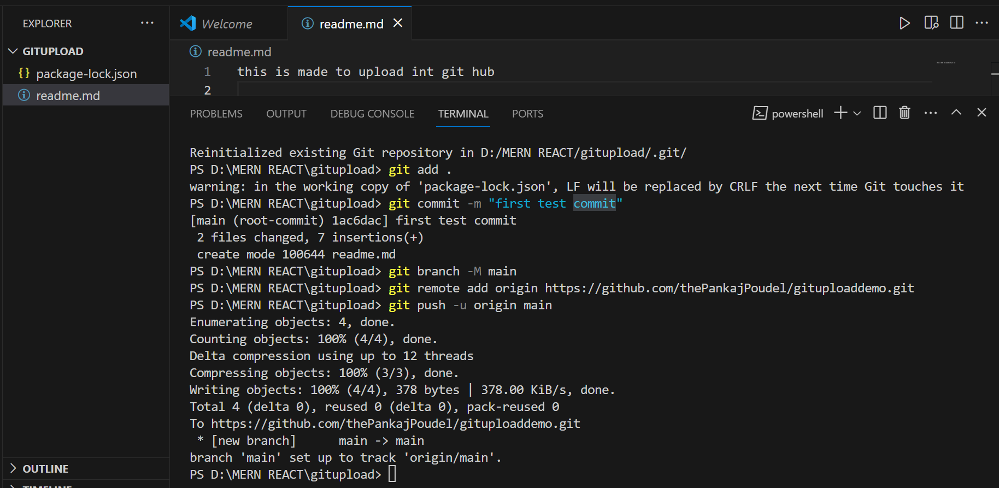 EXPLORER
Welcome
readme.md
GITUPLOAD
package-lock.json
readme.md
readme.md
1 this is made to upload int git hub
2
PROBLEMS OUTPUT DEBUG CONSOLE TERMINAL PORTS
powershell
Reinitialized existing Git repository in D:/MERN REACT/gitupload/.git/
PS D:\MERN REACT\gitupload> git add .
warning: in the working copy of 'package-lock.json', LF will be replaced by CRLF the next time Git touches it
PS D:\MERN REACT\gitupload> git commit -m "first test commit"
[main (root-commit) 1ac6dac] first test commit
 2 files changed, 7 insertions(+)
 create mode 100644 readme.md
PS D:\MERN REACT\gitupload> git branch -M main
PS D:\MERN REACT\gitupload> git remote add origin https://github.com/thePankajPoudel/gituploaddemo.git
PS D:\MERN REACT\gitupload> git push -u origin main
Enumerating objects: 4, done.
Counting objects: 100% (4/4), done.
Delta compression using up to 12 threads
Compressing objects: 100% (3/3), done.
Writing objects: 100% (4/4), 378 bytes | 378.00 KiB/s, done.
Total 4 (delta 0), reused 0 (delta 0), pack-reused 0
To https://github.com/thePankajPoudel/gituploaddemo.git
 * [new branch]      main -> main
branch 'main' set up to track 'origin/main'.
PS D:\MERN REACT\gitupload>
OUTLINE
TIMELINE